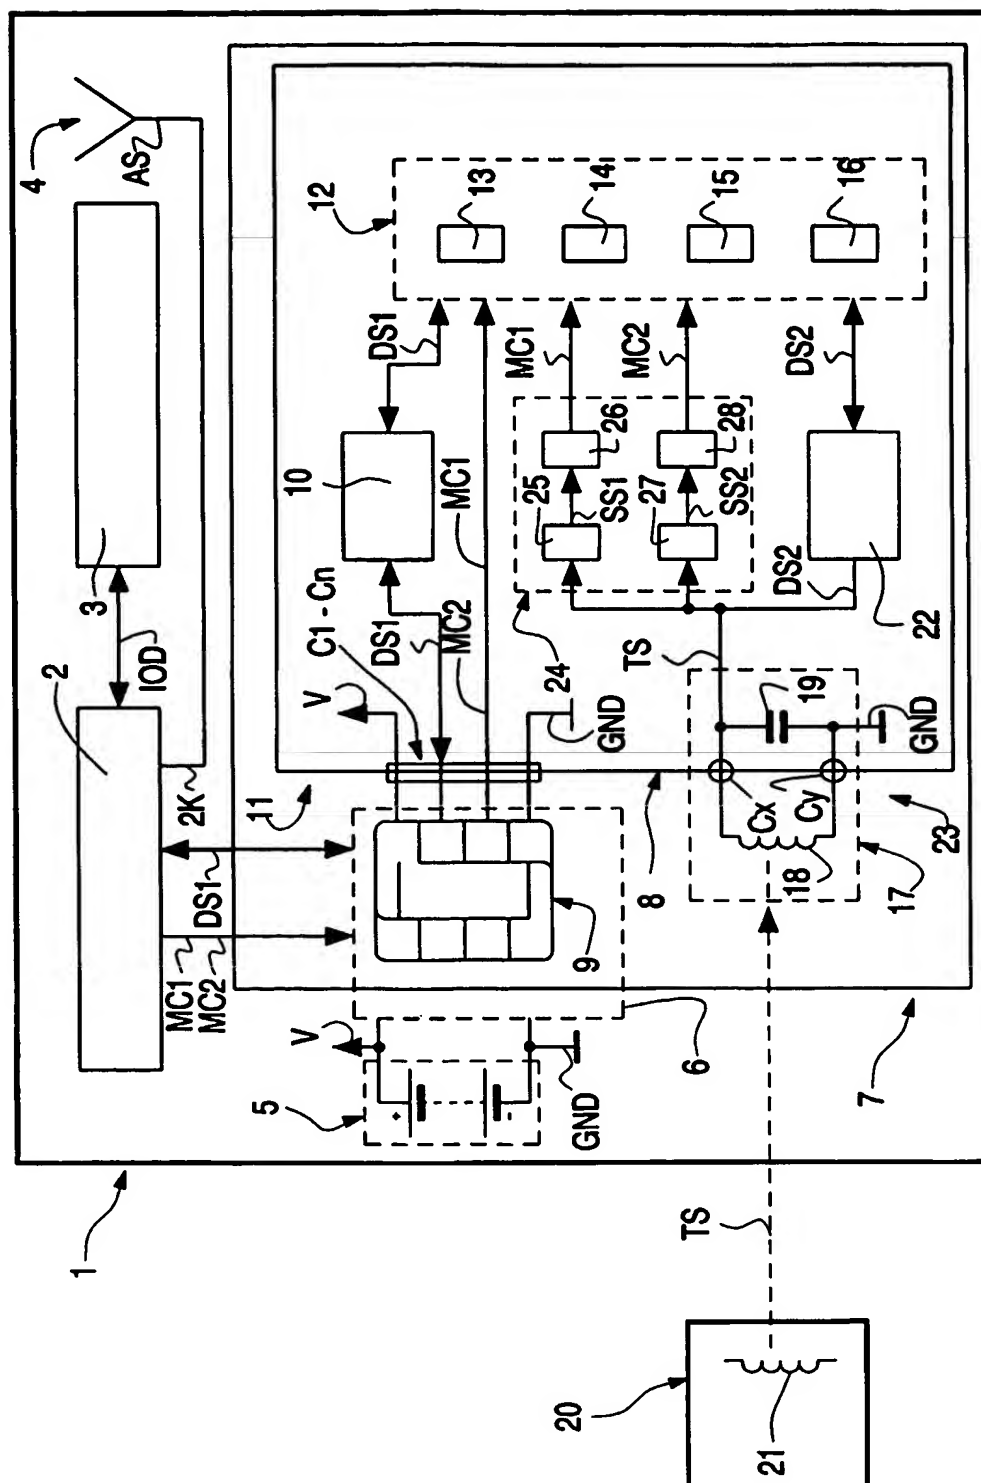 1
2
3
4
AS
IOD
2K
DS1
MC1
MC2
5
V
GND
6
7
8
9
11
C1 - Cn
V
GND
DS1
MC2
MC1
10
DS1
12
13
14
15
16
MC1
MC2
DS2
24
25
26
27
28
SS1
SS2
DS2
22
TS
19
GND
Cx
Cy
18
17
23
TS
20
21
+
-